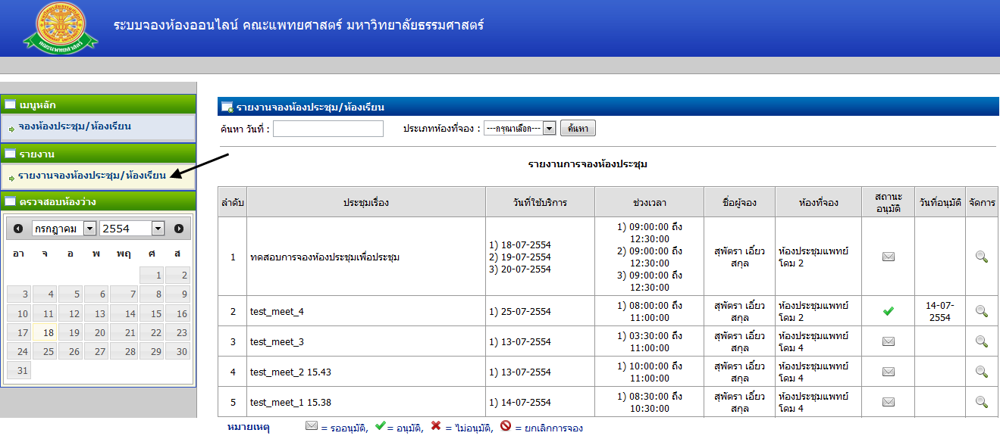 ระบบจองห้องออนไลน์ คณะแพทยศาสตร์ มหาวิทยาลัยธรรมศาสตร์
คณะแพทยศาสตร์
เมนูหลัก
จองห้องประชุม/ห้องเรียน
รายงาน
รายงานจองห้องประชุม/ห้องเรียน
ตรวจสอบห้องว่าง
กรกฎาคม 2554
อา จ อ พ พฤ ศ ส
1 2
3 4 5 6 7 8 9
10 11 12 13 14 15 16
17 18 19 20 21 22 23
24 25 26 27 28 29 30
31
รายงานจองห้องประชุม/ห้องเรียน
ค้นหา วันที่ : ประเภทห้องที่จอง : ---กรุณาเลือก--- ค้นหา
รายงานการจองห้องประชุม
ลำดับ ประชุมเรื่อง วันที่ใช้บริการ ช่วงเวลา ชื่อผู้จอง ห้องที่จอง สถานะ วันที่อนุมัติ จัดการ
อนุมัติ
1 ทดสอบการจองห้องประชุมเพื่อประชุม
1) 18-07-2554
2) 19-07-2554
3) 20-07-2554
1) 09:00:00 ถึง
12:30:00
2) 09:00:00 ถึง
12:30:00
3) 09:00:00 ถึง
12:30:00
สุพัตรา เอี่ยว
สกุล
ห้องประชุมแพทย์
โดม 2
2 test_meet_4 1) 25-07-2554
1) 08:00:00 ถึง
11:00:00
สุพัตรา เอี่ยว
สกุล
ห้องประชุมแพทย์
โดม 2
14-07-
2554
3 test_meet_3 1) 13-07-2554
1) 03:30:00 ถึง
11:00:00
สุพัตรา เอี่ยว
สกุล
ห้องประชุมแพทย์
โดม 4
4 test_meet_2 15.43 1) 13-07-2554
1) 10:00:00 ถึง
11:00:00
สุพัตรา เอี่ยว
สกุล
ห้องประชุมแพทย์
โดม 4
5 test_meet_1 15.38 1) 14-07-2554
1) 08:30:00 ถึง
10:30:00
สุพัตรา เอี่ยว
สกุล
ห้องประชุมแพทย์
โดม 4
หมายเหตุ = รออนุมัติ, = อนุมัติ, = ไม่อนุมัติ, = ยกเลิกการจอง